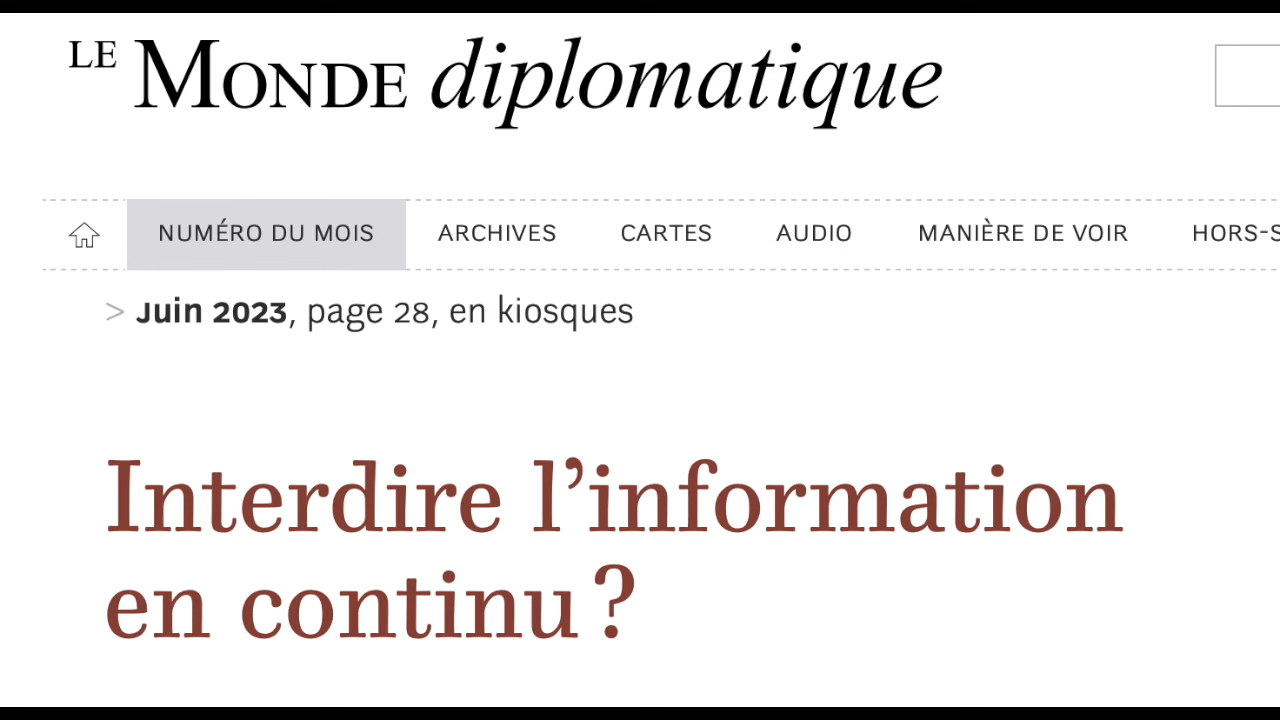 LE MONDE diplomatique
NUMÉRO DU MOIS ARCHIVES CARTES AUDIO MANIÈRE DE VOIR HORS-S
> Juin 2023, page 28, en kiosques
Interdire l’information
en continu ?